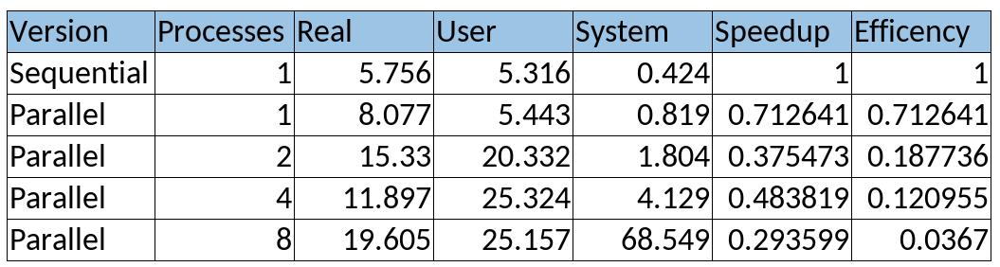 Version Processes Real User System Speedup Efficency
Sequential 1 5.756 5.316 0.424 1 1
Parallel 1 8.077 5.443 0.819 0.712641 0.712641
Parallel 2 15.33 20.332 1.804 0.375473 0.187736
Parallel 4 11.897 25.324 4.129 0.483819 0.120955
Parallel 8 19.605 25.157 68.549 0.293599 0.0367